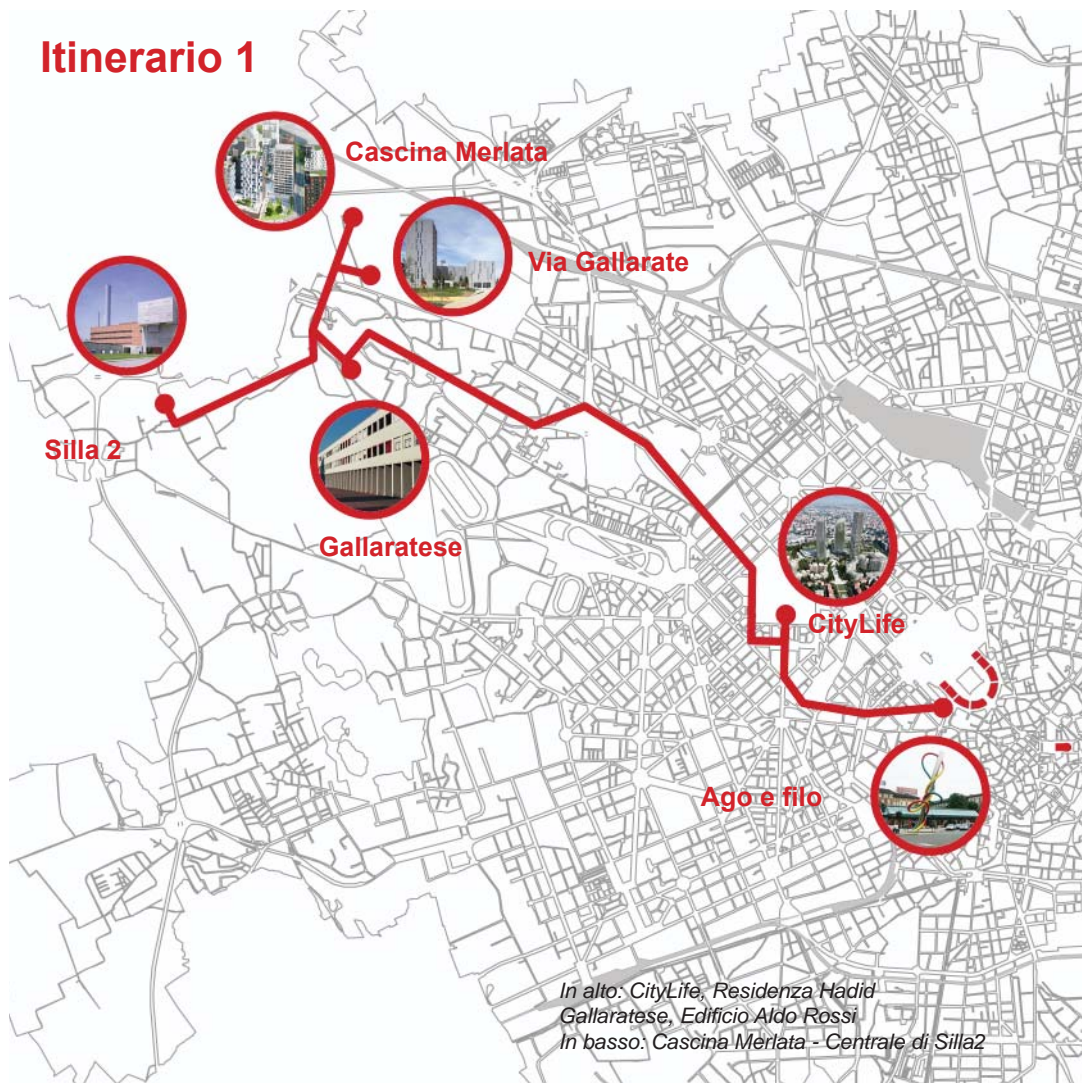 Itinerario 1
Cascina Merlata
Via Gallarate
Silla 2
Gallaratese
CityLife
Ago e filo
In alto: CityLife, Residenza Hadid
Gallaratese, Edificio Aldo Rossi
In basso: Cascina Merlata - Centrale di Silla2